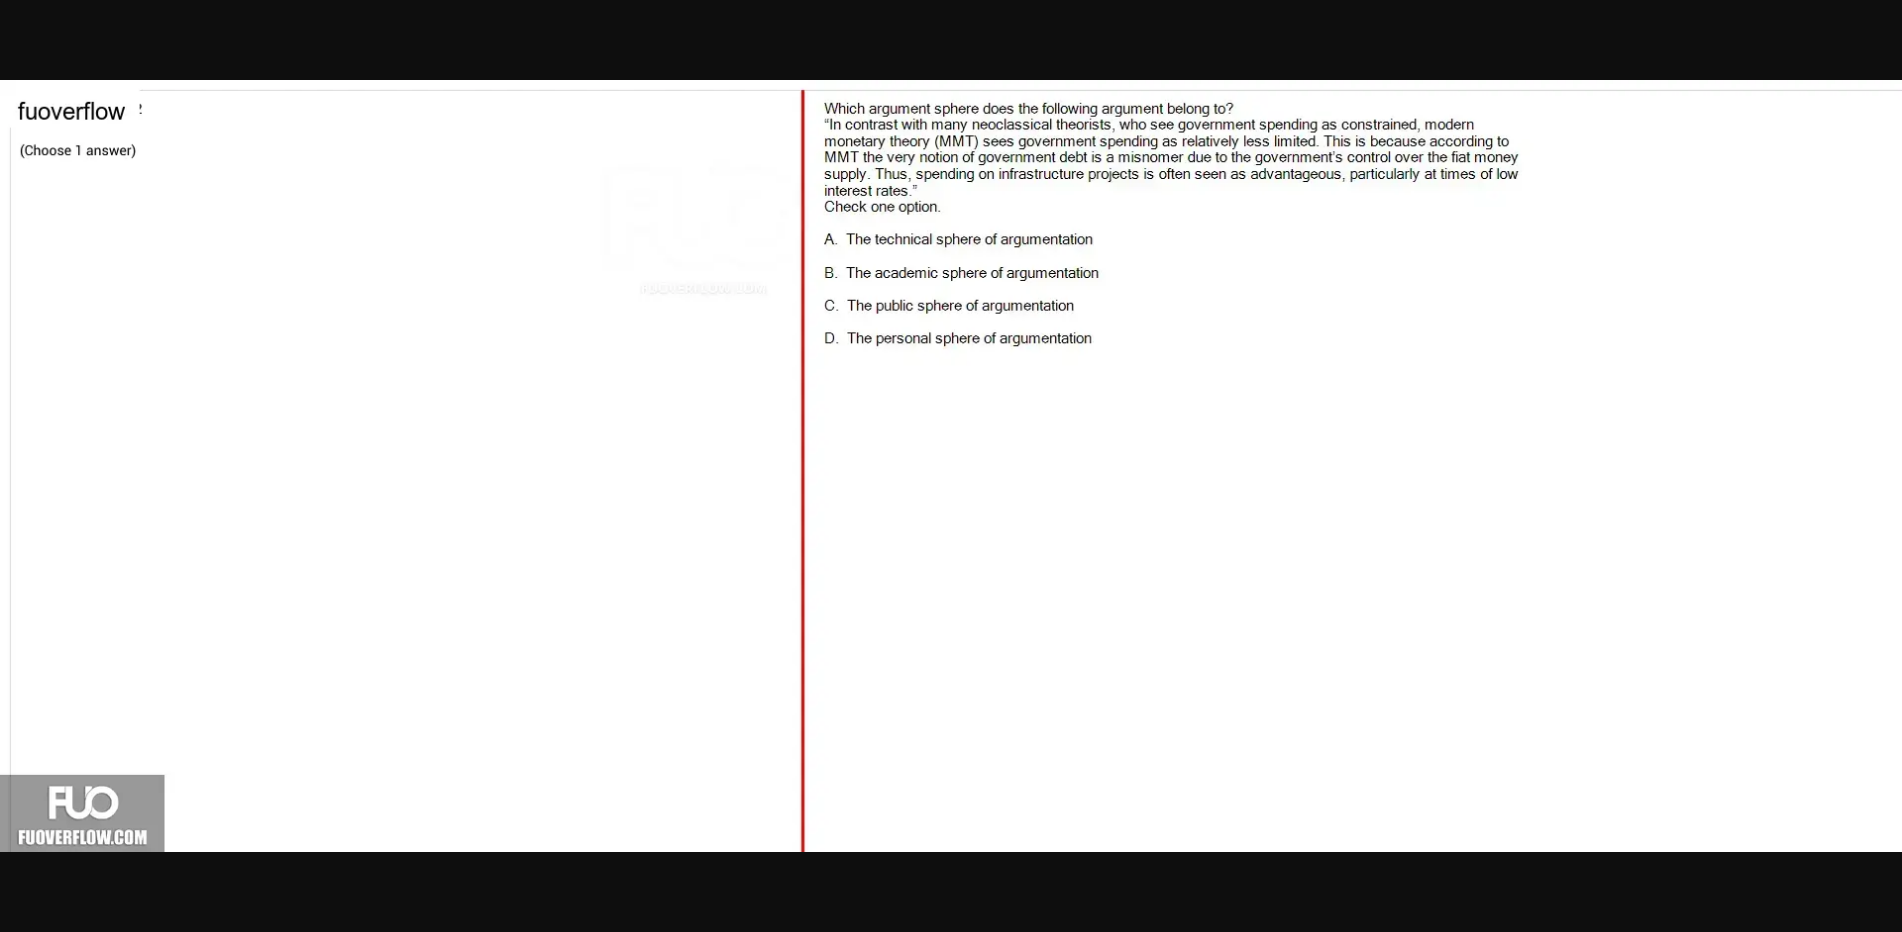 fuoverflow
(Choose 1 answer)
Which argument sphere does the following argument belong to?
“In contrast with many neoclassical theorists, who see government spending as constrained, modern
monetary theory (MMT) sees government spending as relatively less limited. This is because according to
MMT the very notion of government debt is a misnomer due to the government's control over the fiat money
supply. Thus, spending on infrastructure projects is often seen as advantageous, particularly at times of low
interest rates.”
Check one option.
A. The technical sphere of argumentation
B. The academic sphere of argumentation
C. The public sphere of argumentation
D. The personal sphere of argumentation
FUO
FUOVERFLOW.COM
FUO
FUOVERFLOW.COM